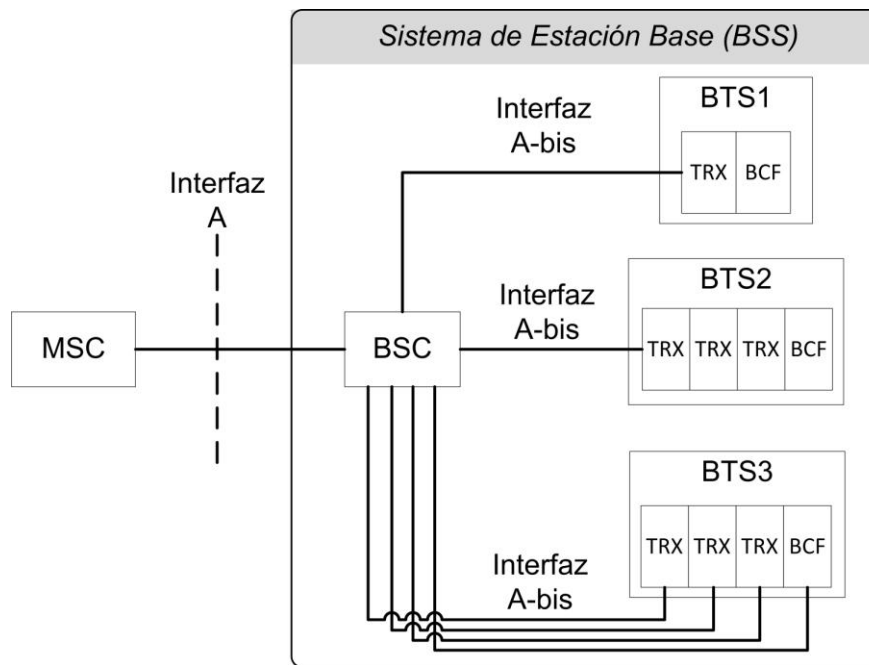 Sistema de Estación Base (BSS)
BTS1
Interfaz
A-bis
TRX BCF
Interfaz
A
BTS2
Interfaz
A-bis
MSC
BSC
TRX TRX TRX BCF
BTS3
TRX TRX TRX BCF
Interfaz
A-bis